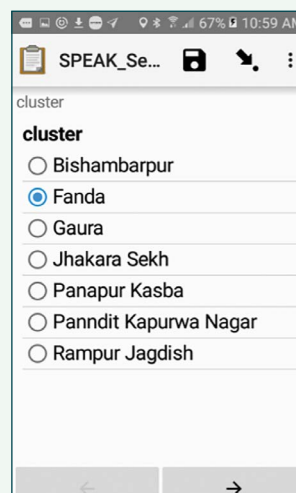 67% 10:59 AM
SPEAK_Se...
cluster
cluster
Bishambarpur
Fanda
Gaura
Jhakara Sekh
Panapur Kasba
Panndit Kapurwa Nagar
Rampur Jagdish